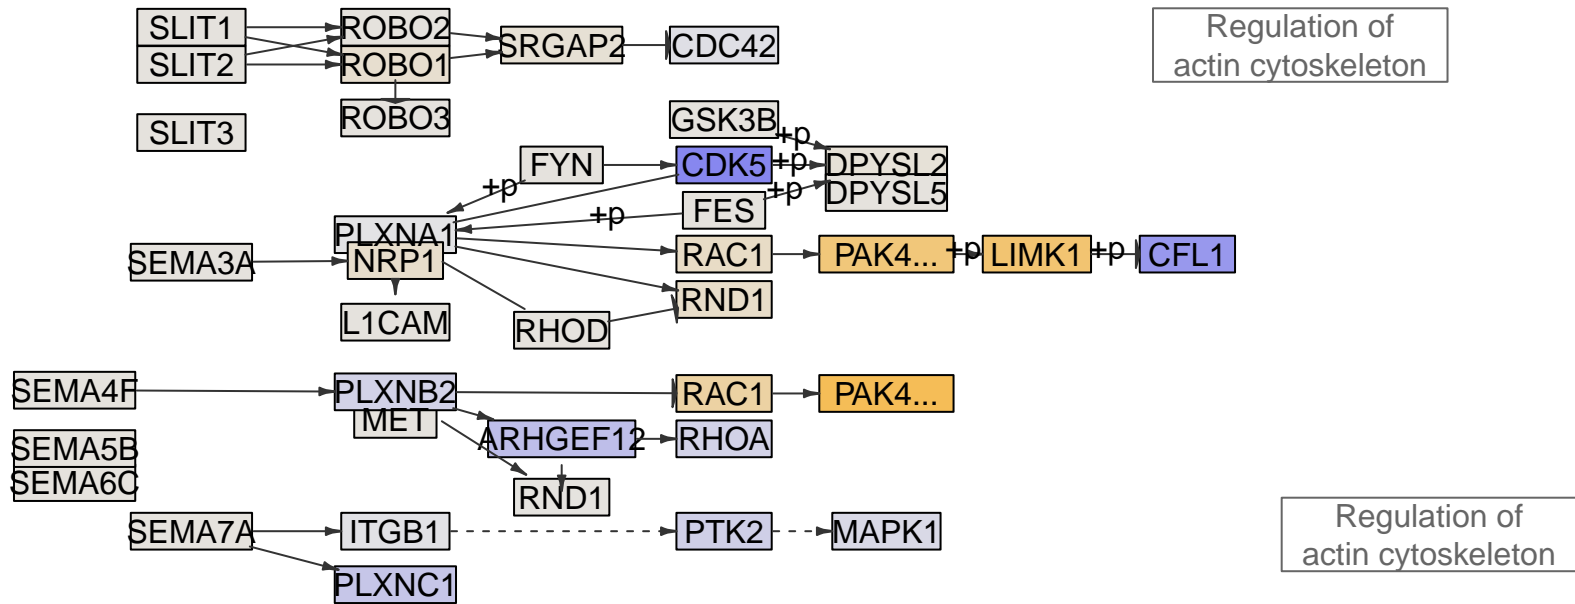 SLIT1
ROBO2
SRGAP2
CDC42
Regulation of
actin cytoskeleton
SLIT2
ROBO1
SLIT3
ROBO3
GSK3B
+p
FYN
CDK5
+p
DPYSL2
+p
FES
+p
DPYSL5
PLXNA1
+p
SEMA3A
NRP1
RAC1
PAK4...
+p
LIMK1
+p
CFL1
RND1
L1CAM
RHOD
SEMA4F
PLXNB2
RAC1
PAK4...
MET
ARHGEF12
RHOA
SEMA5B
SEMA6C
RND1
SEMA7A
ITGB1
PTK2
MAPK1
Regulation of
actin cytoskeleton
PLXNC1